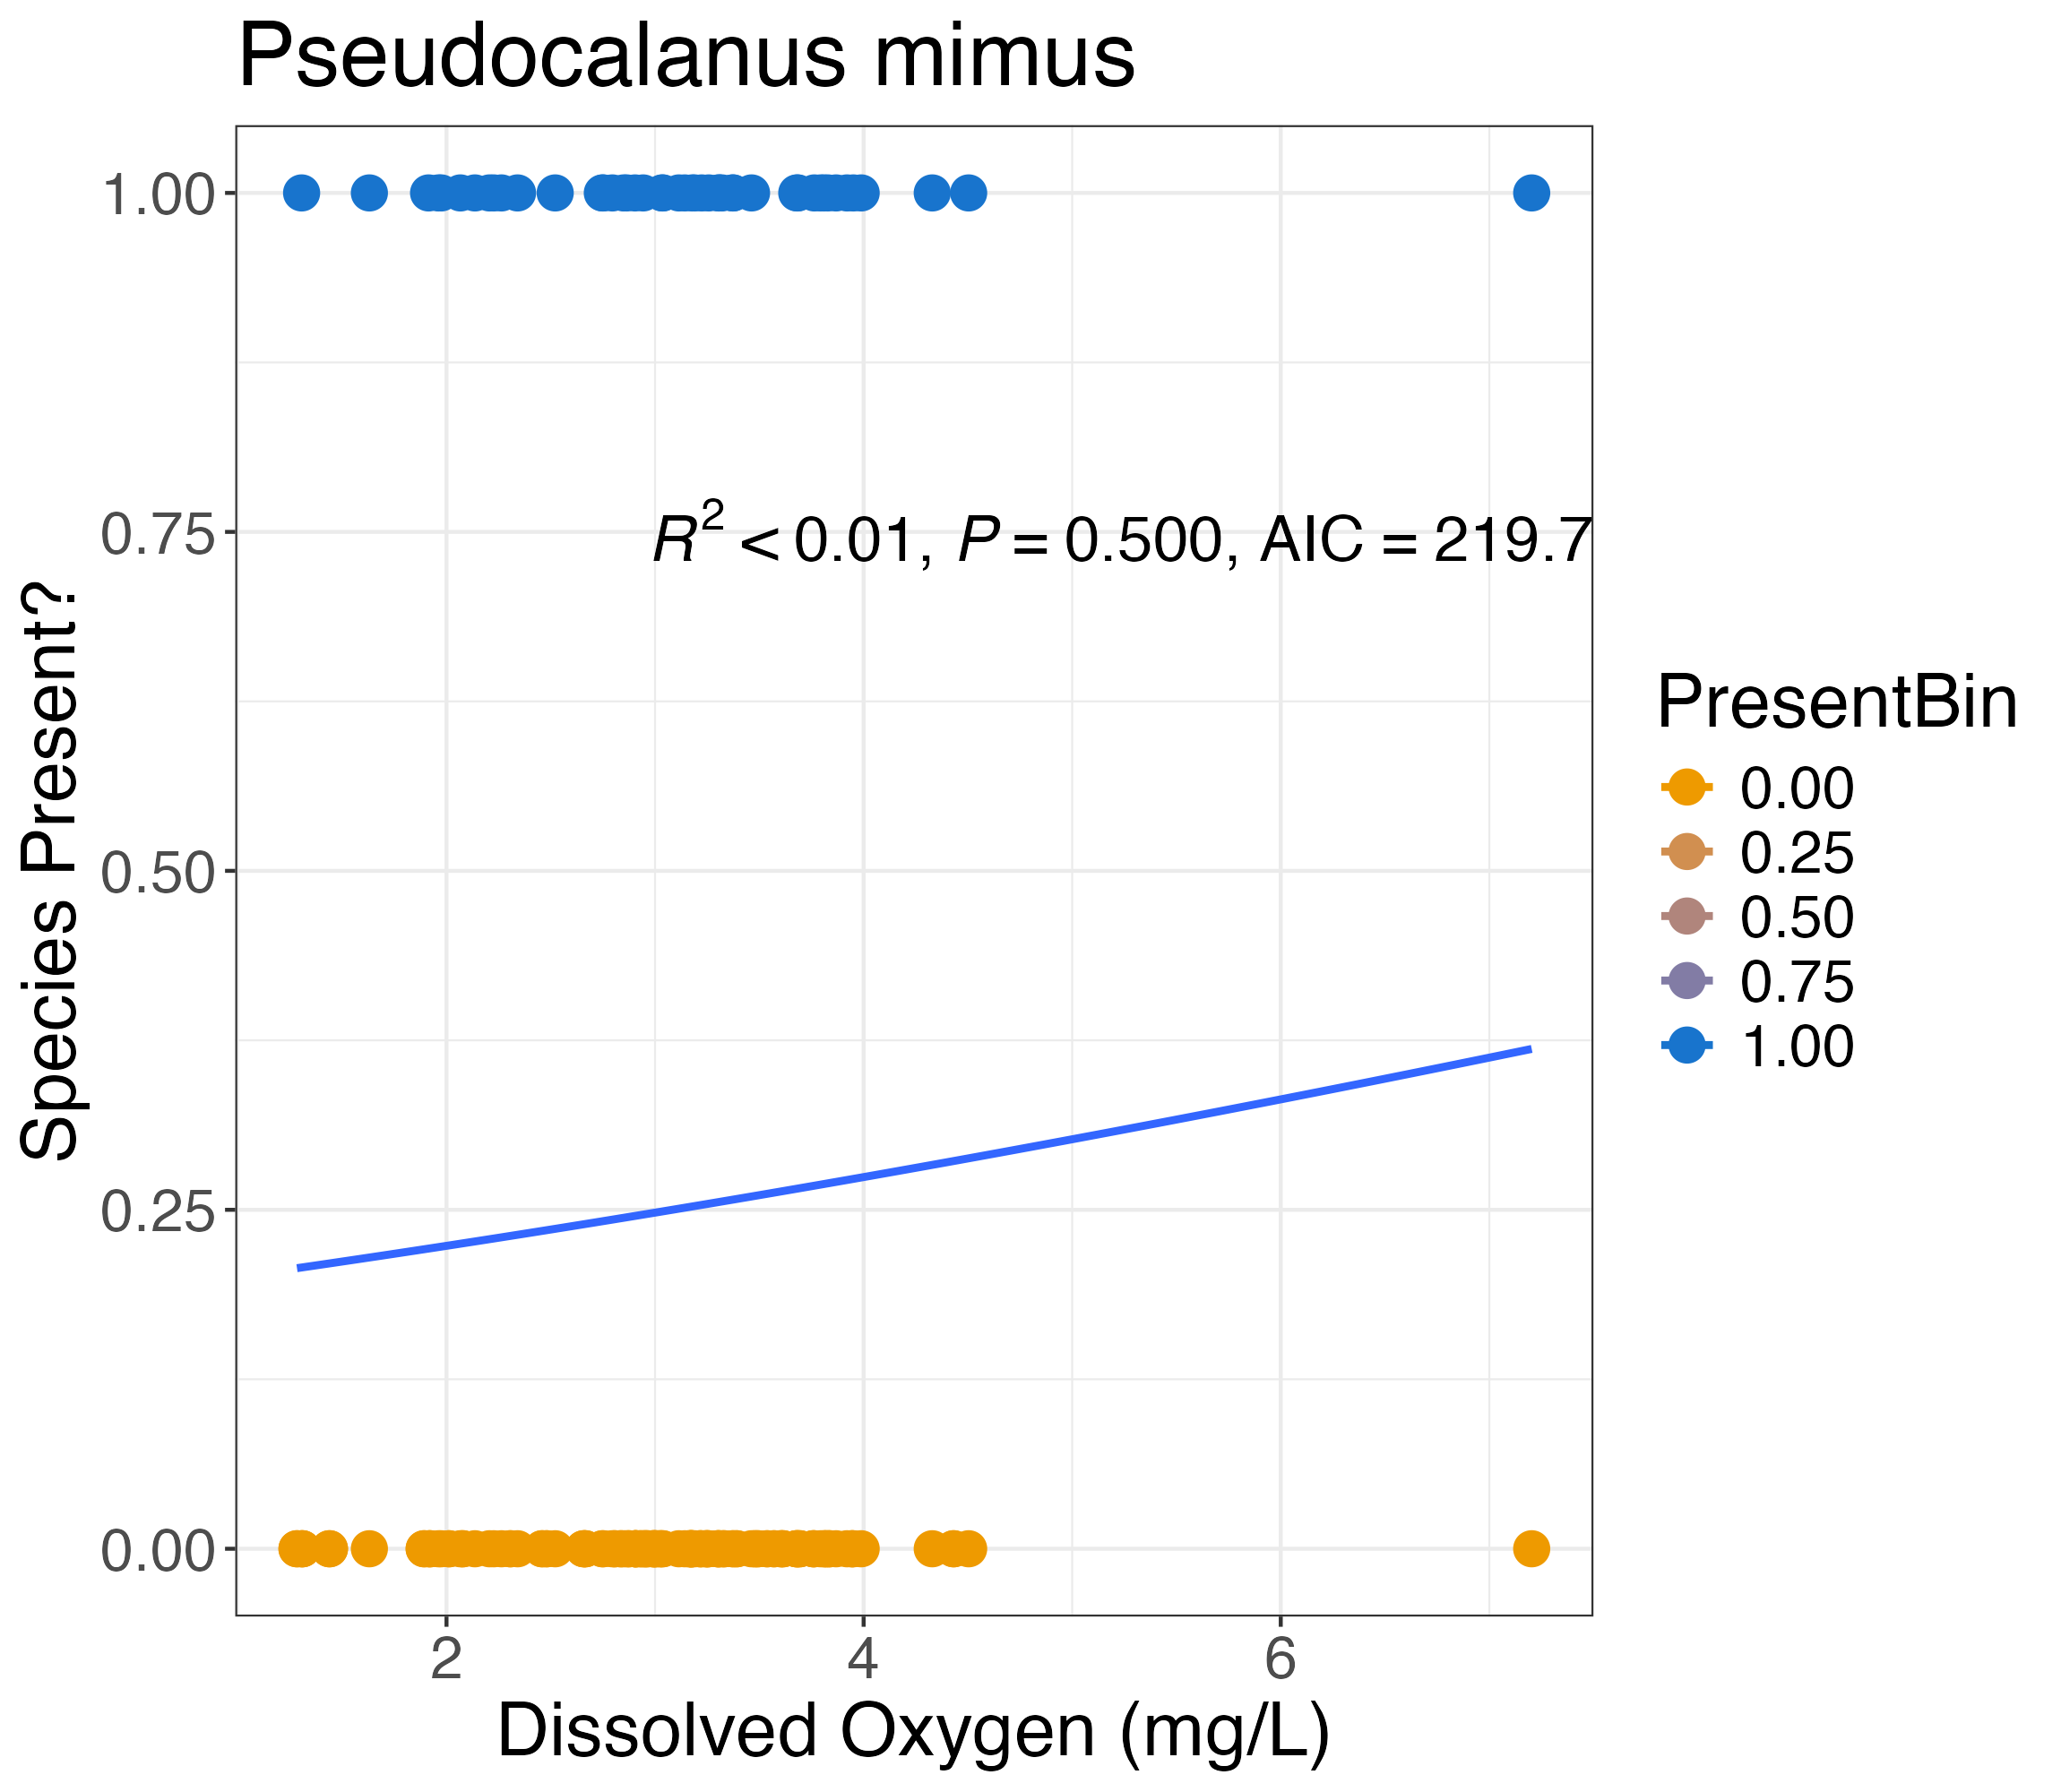 Pseudocalanus mimus
1.00
0.75
0.50
0.25
0.00
Species Present?
R² < 0.01, P = 0.500, AIC = 219.7
2
4
6
Dissolved Oxygen (mg/L)
PresentBin
0.00
0.25
0.50
0.75
1.00